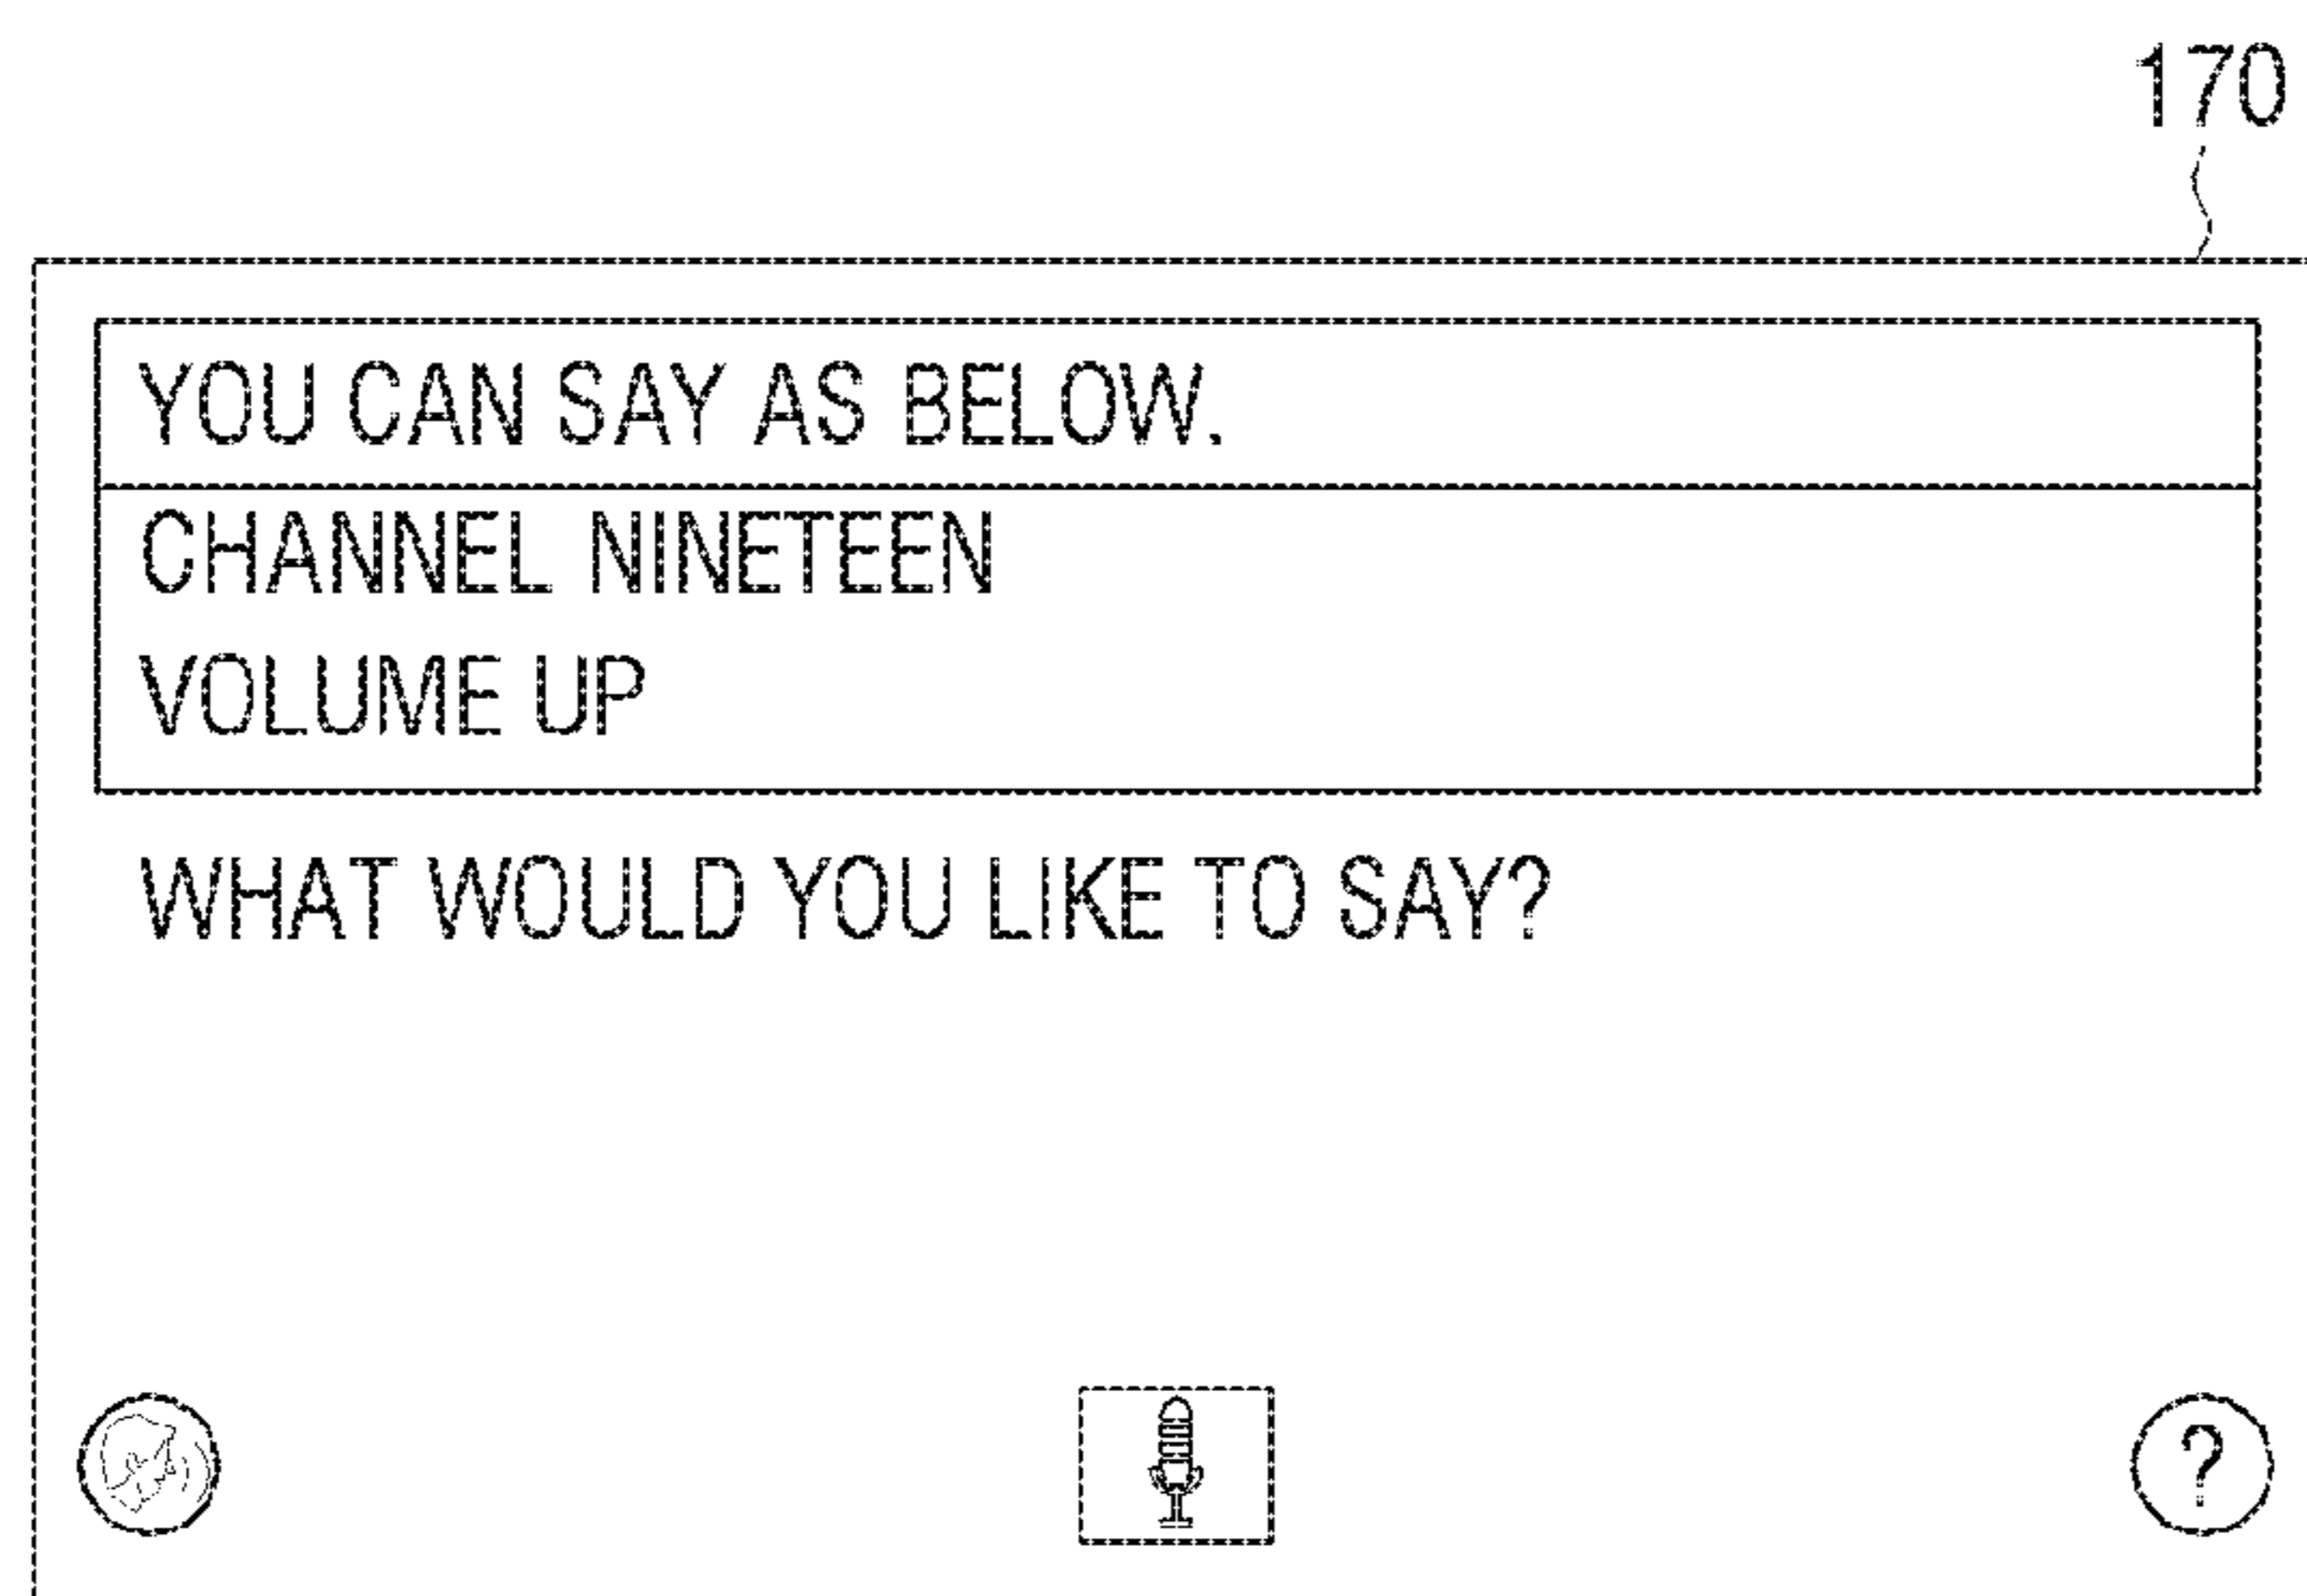 170
YOU CAN SAY AS BELOW.
CHANNEL NINETEEN
VOLUME UP
WHAT WOULD YOU LIKE TO SAY?
?